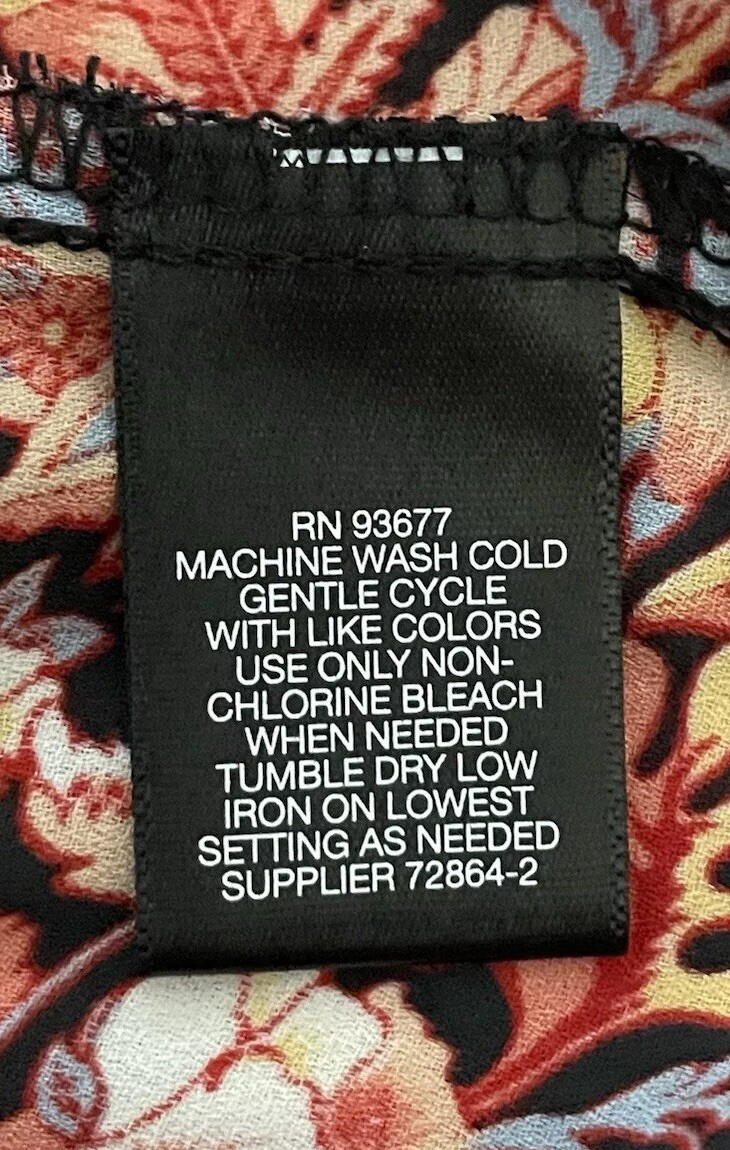 RN 93677
MACHINE WASH COLD
GENTLE CYCLE
WITH LIKE COLORS
USE ONLY NON-
CHLORINE BLEACH
WHEN NEEDED
TUMBLE DRY LOW
IRON ON LOWEST
SETTING AS NEEDED
SUPPLIER 72864-2